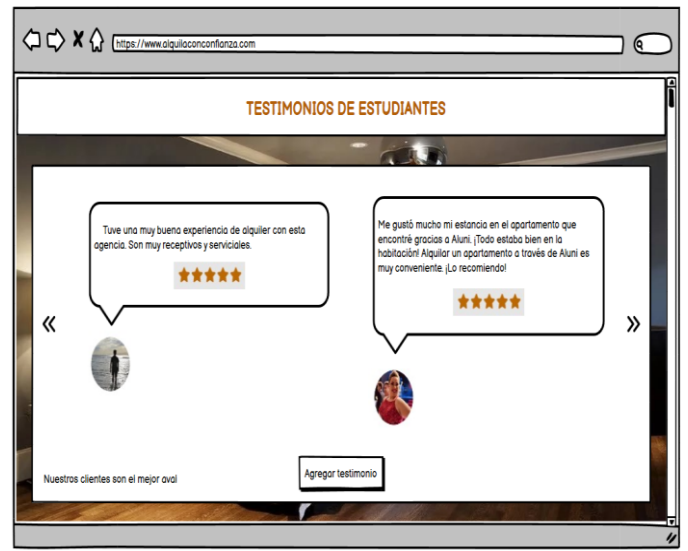 https://www.alquilaconconfianza.com
TESTIMONIOS DE ESTUDIANTES
Tuve una muy buena experiencia de alquiler con esta
agencia. Son muy receptivos y serviciales.
Me gustó mucho mi estancia en el apartamento que
encontré gracias a Aluni. ¡Todo estaba bien en la
habitación! Alquilar un apartamento a través de Aluni es
muy conveniente. ¡Lo recomiendo!
«
»
Nuestros clientes son el mejor aval
Agregar testimonio